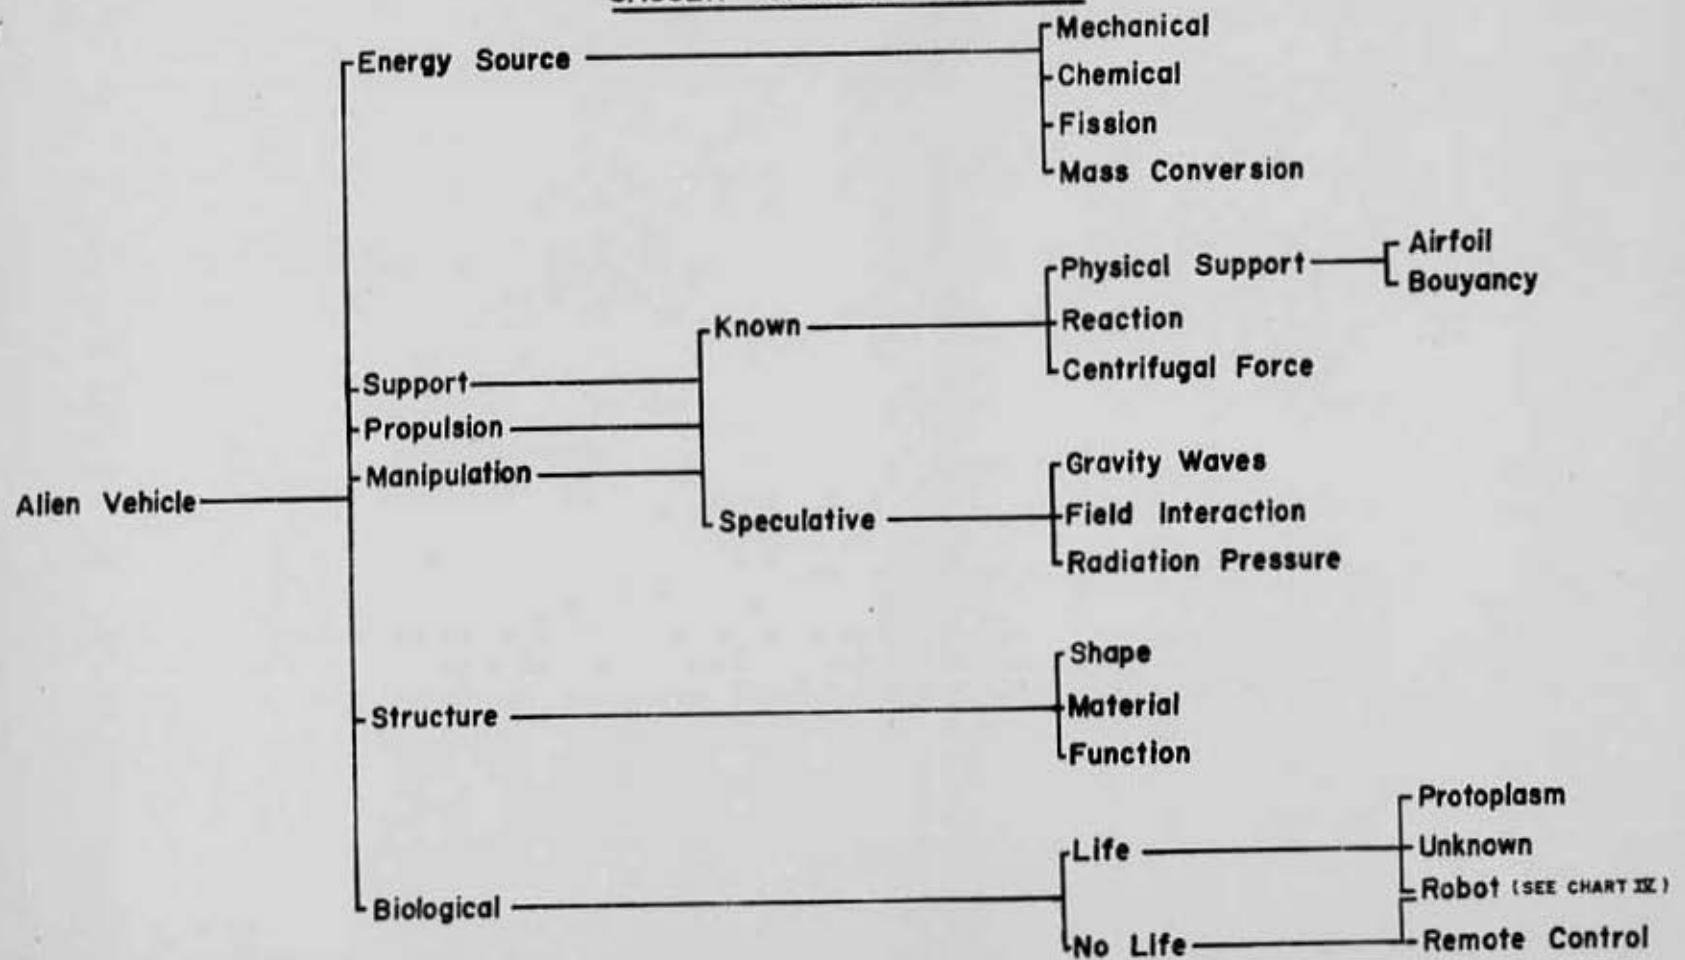 Energy Source
Mechanical
Chemical
Fission
Mass Conversion
Physical Support
Airfoil
Bouyancy
Known
Reaction
Centrifugal Force
Support
Propulsion
Manipulation
Alien Vehicle
Gravity Waves
Speculative
Field Interaction
Radiation Pressure
Shape
Structure
Material
Function
Protoplasm
Life
Unknown
Robot (SEE CHART IV)
Biological
No Life
Remote Control